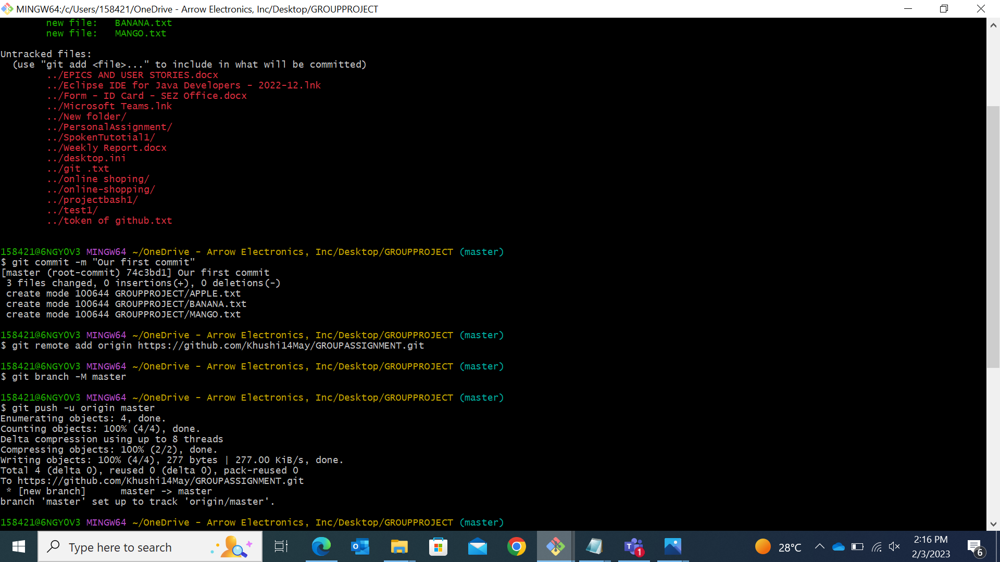 MINGW64:/c/Users/158421/OneDrive - Arrow Electronics, Inc/Desktop/GROUPPROJECT
new file:   BANANA.txt
new file:   MANGO.txt
Untracked files:
(use "git add <file>..." to include in what will be committed)
../EPICS AND USER STORIES.docx
../Eclipse IDE for Java Developers - 2022-12.lnk
../Form - ID Card - SEZ Office.docx
../Microsoft Teams.lnk
../New folder/
../PersonalAssignment/
../SpokenTutotial1/
../Weekly Report.docx
../desktop.ini
../git .txt
../online shoping/
../online-shopping/
../projectbash1/
../test1/
../token of github.txt
158421@6NGYOV3 MINGW64 ~/OneDrive - Arrow Electronics, Inc/Desktop/GROUPPROJECT (master)
$ git commit -m "Our first commit"
[master (root-commit) 74c3bd1] Our first commit
3 files changed, 0 insertions(+), 0 deletions(-)
create mode 100644 GROUPPROJECT/APPLE.txt
create mode 100644 GROUPPROJECT/BANANA.txt
create mode 100644 GROUPPROJECT/MANGO.txt
158421@6NGYOV3 MINGW64 ~/OneDrive - Arrow Electronics, Inc/Desktop/GROUPPROJECT (master)
$ git remote add origin https://github.com/Khushi14May/GROUPASSIGNMENT.git
158421@6NGYOV3 MINGW64 ~/OneDrive - Arrow Electronics, Inc/Desktop/GROUPPROJECT (master)
$ git branch -M master
158421@6NGYOV3 MINGW64 ~/OneDrive - Arrow Electronics, Inc/Desktop/GROUPPROJECT (master)
$ git push -u origin master
Enumerating objects: 4, done.
Counting objects: 100% (4/4), done.
Delta compression using up to 8 threads
Compressing objects: 100% (2/2), done.
Writing objects: 100% (4/4), 277 bytes | 277.00 KiB/s, done.
Total 4 (delta 0), reused 0 (delta 0), pack-reused 0
To https://github.com/Khushi14May/GROUPASSIGNMENT.git
* [new branch]      master -> master
branch 'master' set up to track 'origin/master'.
158421@6NGYOV3 MINGW64 ~/OneDrive - Arrow Electronics, Inc/Desktop/GROUPPROJECT (master)
Type here to search
1
28°C
2:16 PM
2/3/2023
6